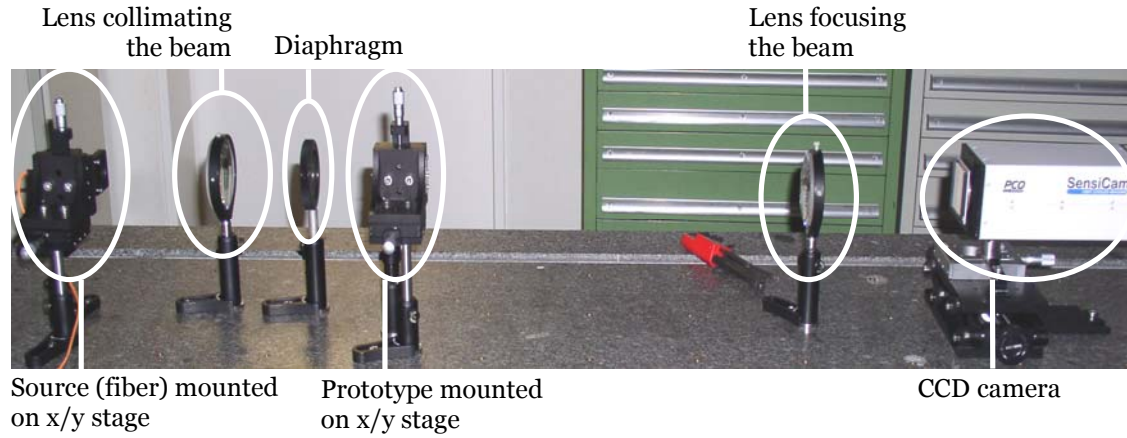 Lens collimating
the beam
Diaphragm
Lens focusing
the beam
PCO
SensiCam
Source (fiber) mounted
on x/y stage
Prototype mounted
on x/y stage
CCD camera